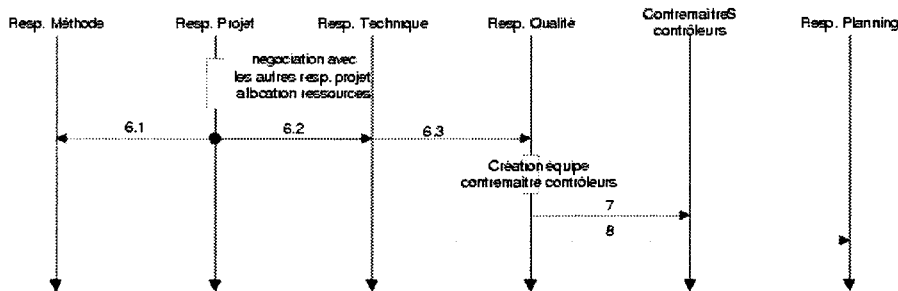 Resp. Méthode
Resp. Projet
Resp. Technique
Resp. Qualité
ContremaîtreS
contrôleurs
Resp. Planning
negociation avec
les autres resp. projet
allocation ressources
6.1
6.2
6.3
Création équipe
contremaitre contrôleurs
7
8